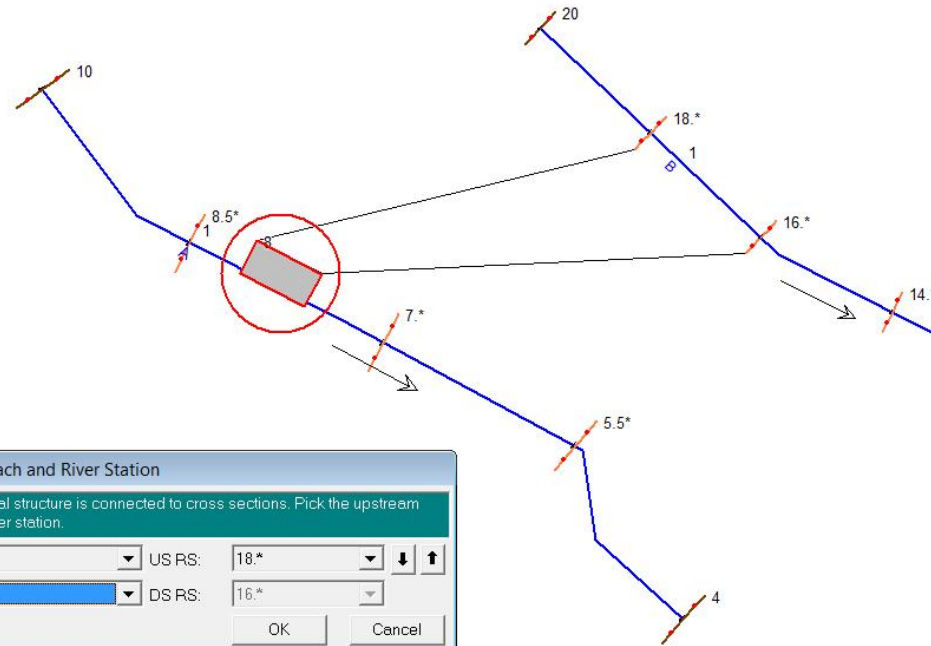 20
10
18.*
1
B
8.5*
1
A
8
16.*
7.*
14.
5.5*
ach and River Station
al structure is connected to cross sections. Pick the upstream
er station.
US RS:
18.*
DS RS:
16.*
OK
Cancel
4